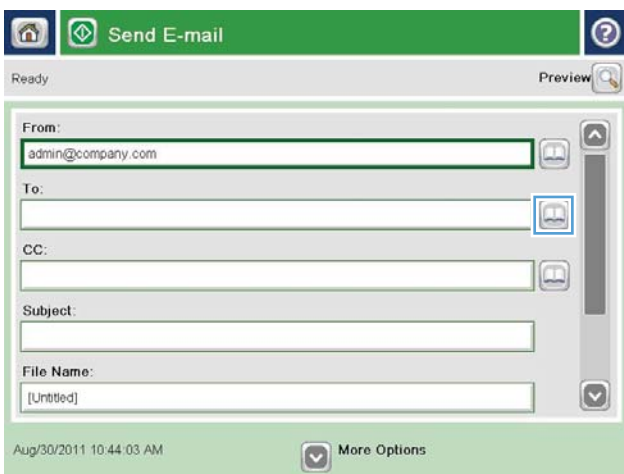 Send E-mail
?
Ready
Preview
From:
admin@company.com
To:
CC:
Subject:
File Name:
[Untitled]
Aug/30/2011 10:44:03 AM
More Options